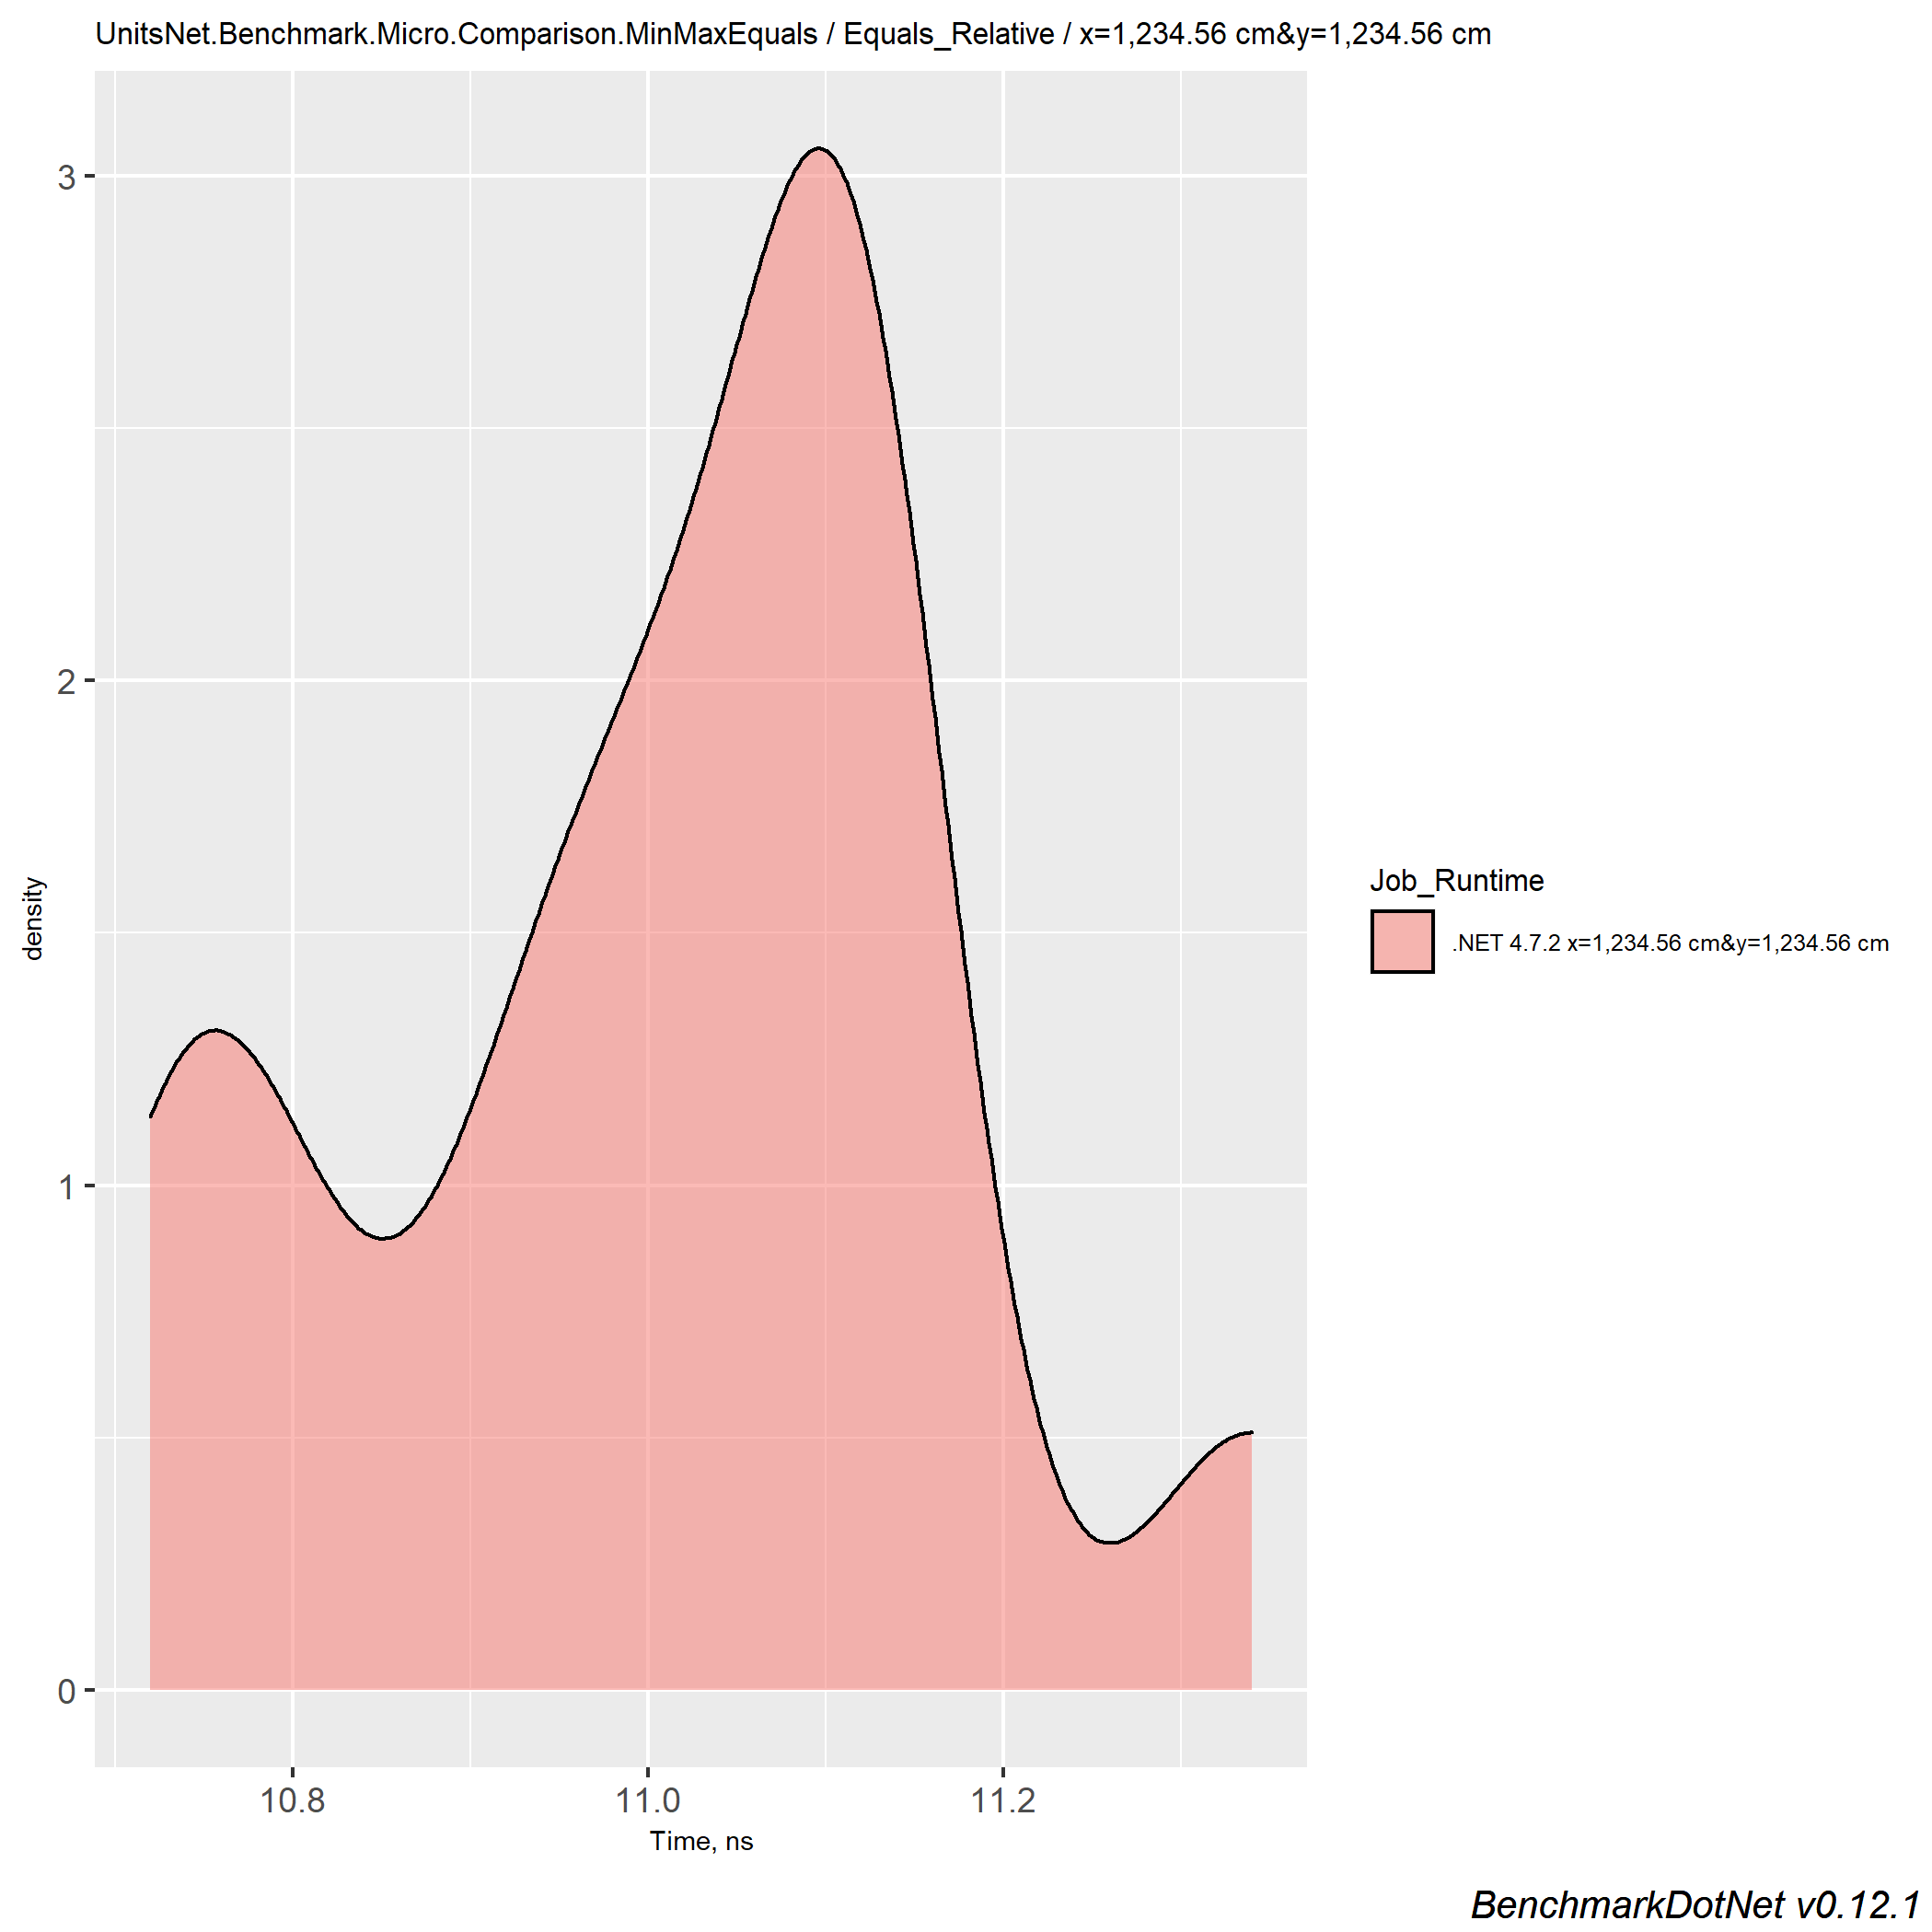 UnitsNet.Benchmark.Micro.Comparison.MinMaxEquals / Equals_Relative / x=1,234.56 cm&y=1,234.56 cm
3
2
1
0
density
10.8 11.0 11.2
Time, ns
Job_Runtime
.NET 4.7.2 x=1,234.56 cm&y=1,234.56 cm
BenchmarkDotNet v0.12.1